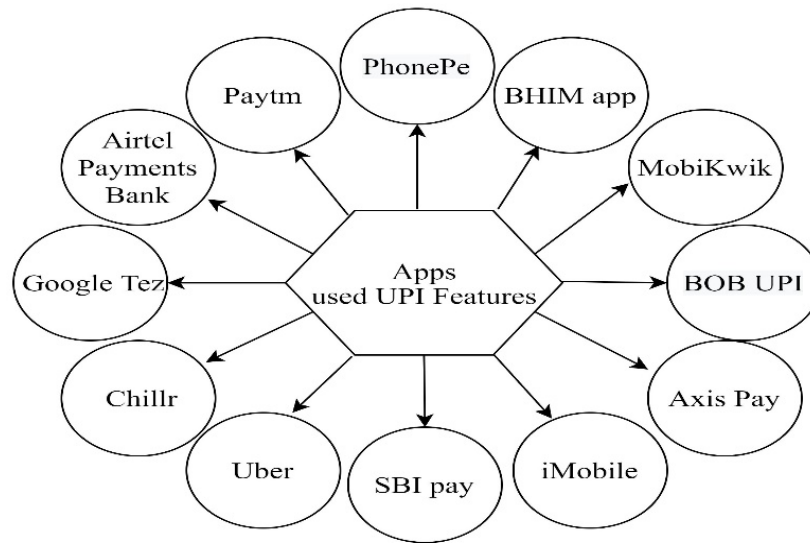 PhonePe
Paytm
BHIM app
Airtel
Payments
Bank
MobiKwik
Google Tez
Apps
used UPI Features
BOB UPI
Chillr
Axis Pay
Uber
SBI pay
iMobile